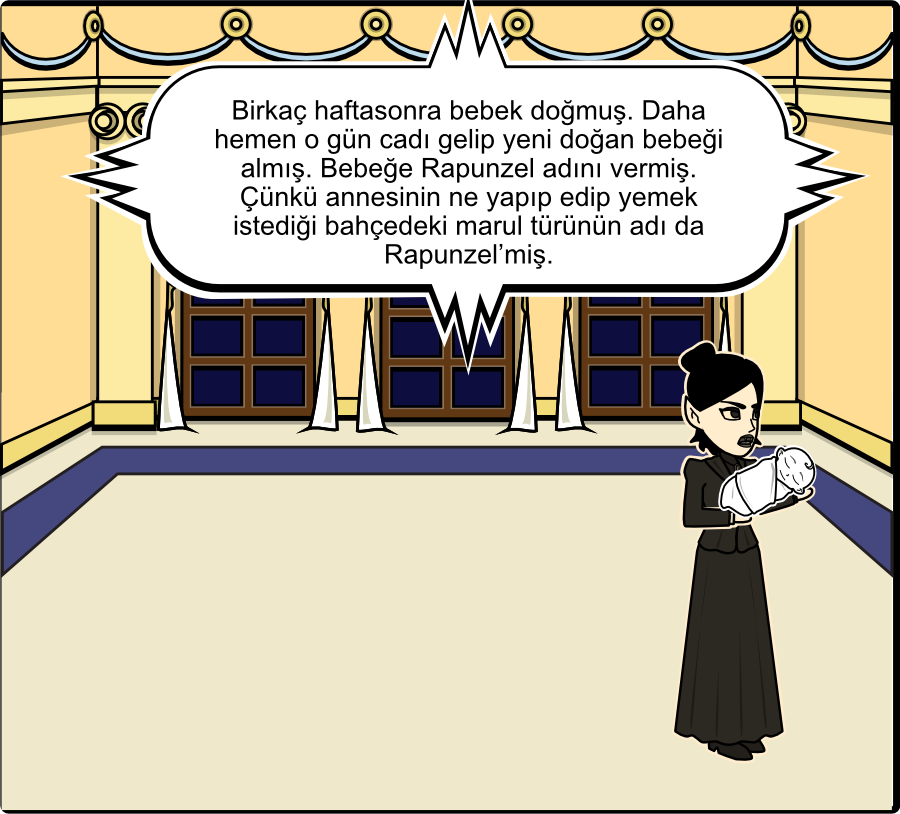 Birkaç haftasonra bebek doğmuş. Daha
hemen o gün cadı gelip yeni doğan bebeği
almış. Bebeğe Rapunzel adını vermiş.
Çünkü annesinin ne yapıp edip yemek
istediği bahçedeki marul türünün adı da
Rapunzel’miş.